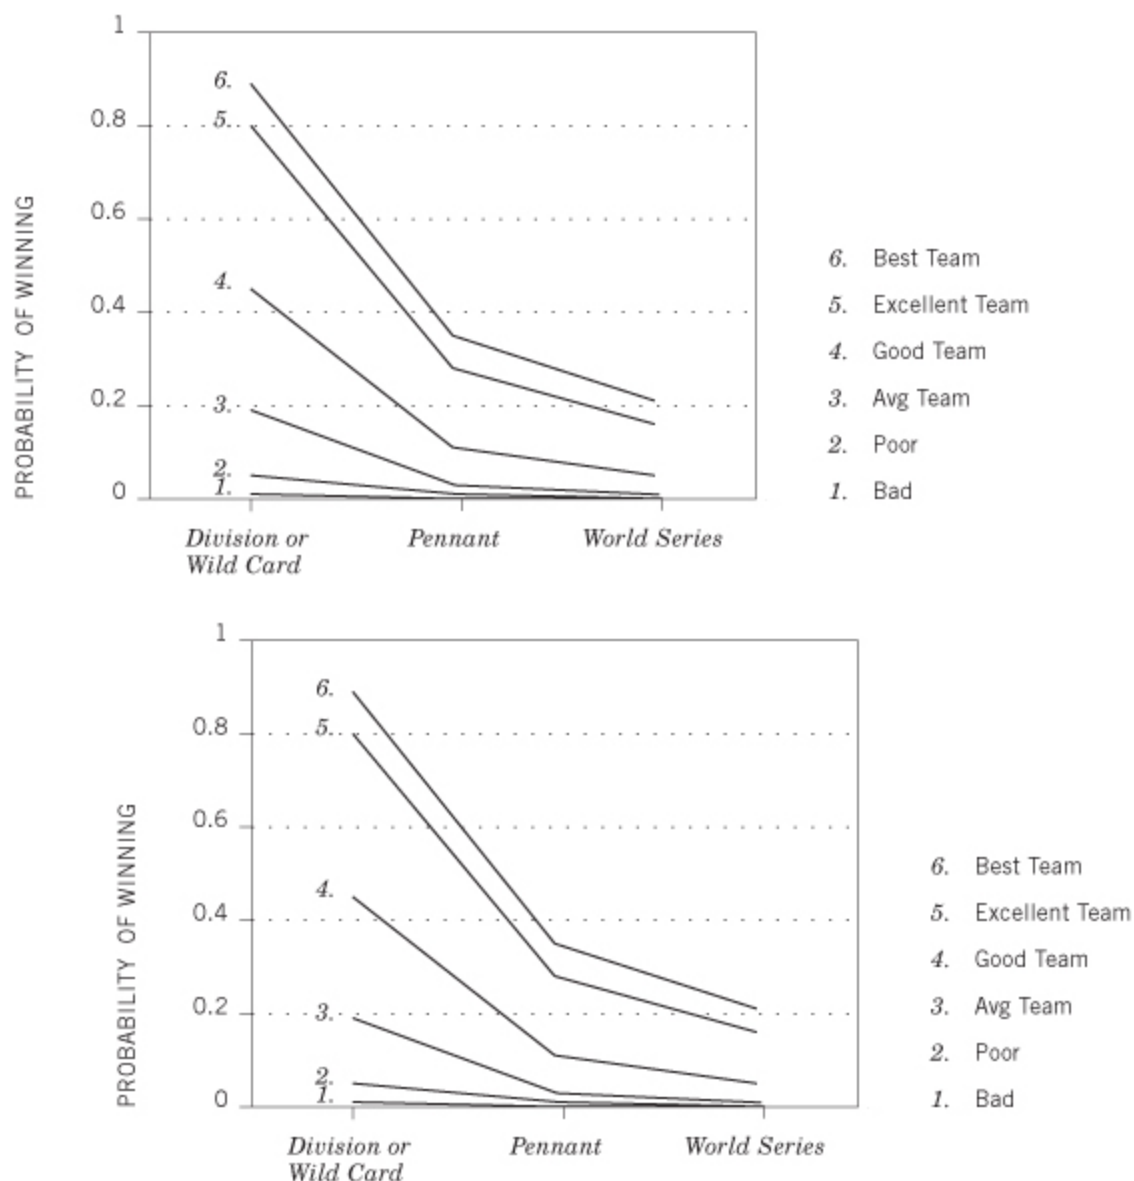 1
6.
0.8
5.
0.6
4.
0.4
3.
0.2
2.
1.
0
PROBABILITY OF WINNING
Division or
Wild Card
Pennant
World Series
6. Best Team
5. Excellent Team
4. Good Team
3. Avg Team
2. Poor
1. Bad
1
6.
0.8
5.
0.6
4.
0.4
3.
0.2
2.
1.
0
PROBABILITY OF WINNING
Division or
Wild Card
Pennant
World Series
6. Best Team
5. Excellent Team
4. Good Team
3. Avg Team
2. Poor
1. Bad